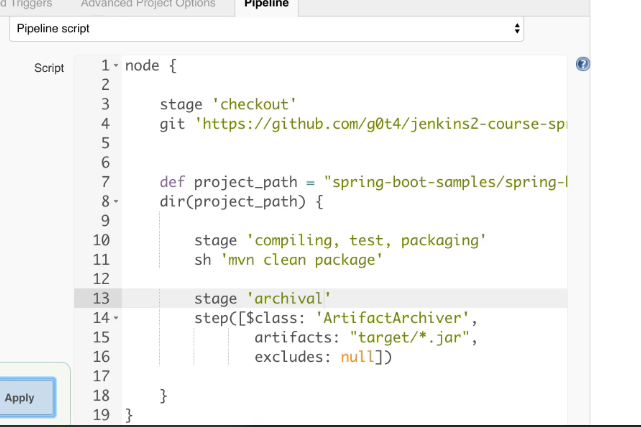 d Triggers Advanced Project Options Pipeline
Pipeline script
Script
1 node {
2
3 stage 'checkout'
4 git 'https://github.com/g0t4/jenkins2-course-spr
5
6
7 def project_path = "spring-boot-samples/spring-
8 dir(project_path) {
9
10 stage 'compiling, test, packaging'
11 sh 'mvn clean package'
12
13 stage 'archival'
14 step([$class: 'ArtifactArchiver',
15 artifacts: "target/*.jar",
16 excludes: null])
17
18 }
19 }
Apply